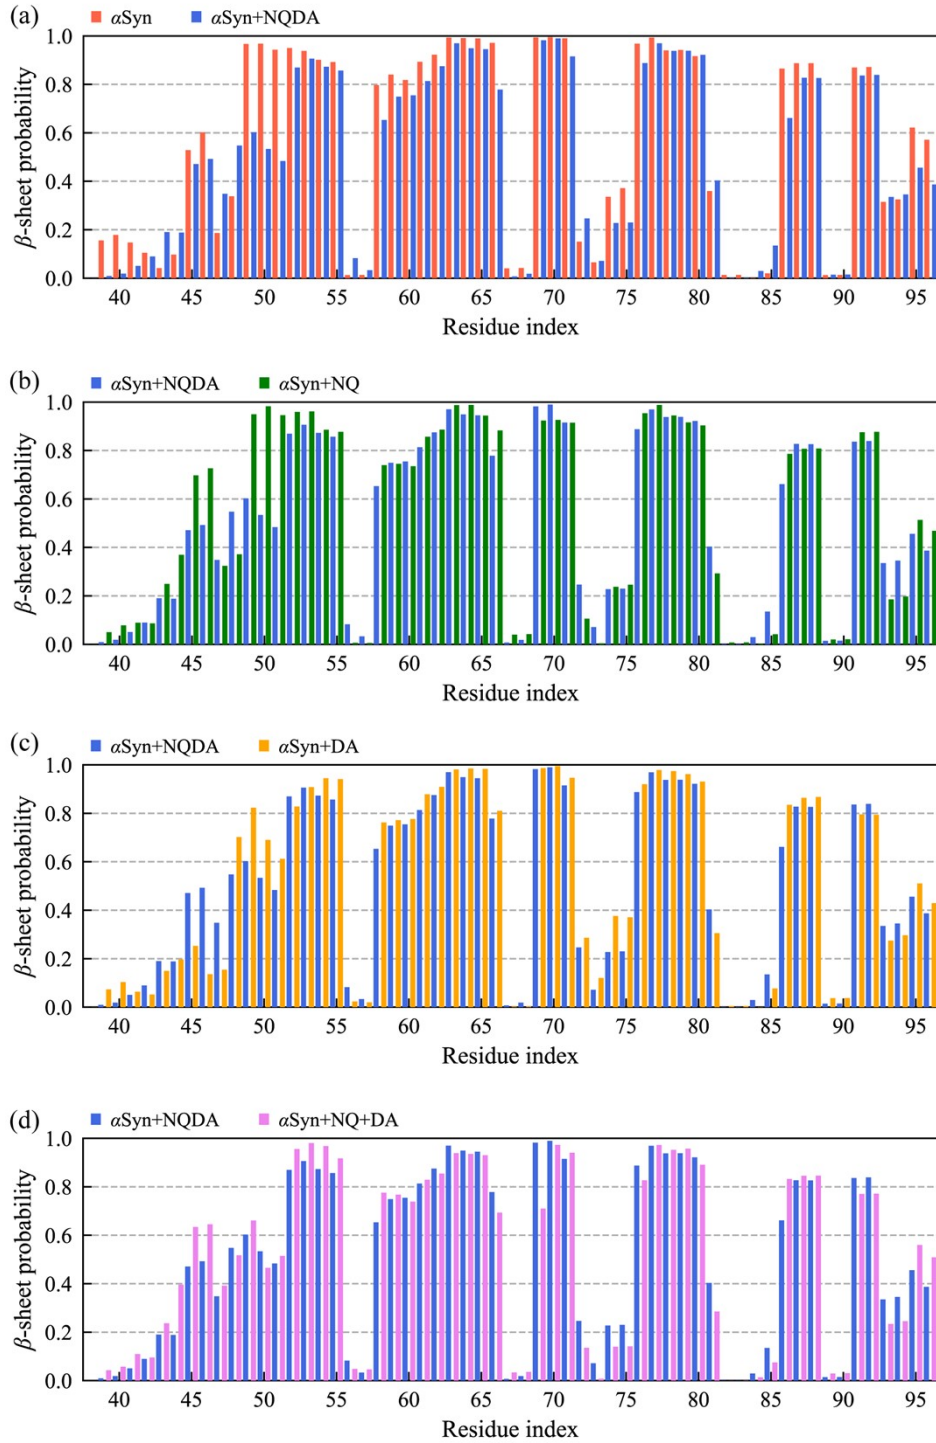 (a)
αSyn αSyn+NQDA
1.0
0.8
0.6
0.4
0.2
0.0
β-sheet probability
40 45 50 55 60 65 70 75 80 85 90 95
Residue index
(b)
αSyn+NQDA αSyn+NQ
1.0
0.8
0.6
0.4
0.2
0.0
β-sheet probability
40 45 50 55 60 65 70 75 80 85 90 95
Residue index
(c)
αSyn+NQDA αSyn+DA
1.0
0.8
0.6
0.4
0.2
0.0
β-sheet probability
40 45 50 55 60 65 70 75 80 85 90 95
Residue index
(d)
αSyn+NQDA αSyn+NQ+DA
1.0
0.8
0.6
0.4
0.2
0.0
β-sheet probability
40 45 50 55 60 65 70 75 80 85 90 95
Residue index